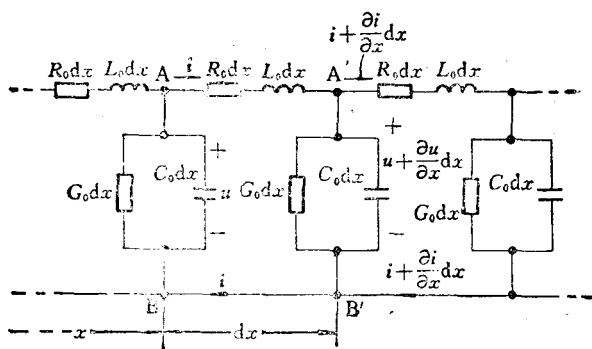 i + ∂i/∂x dx
R₀dx L₀dx A i R₀dx L₀dx A′ R₀dx L₀dx
+ +
G₀dx C₀dx u G₀dx C₀dx u + ∂u/∂x dx G₀dx C₀dx
− −
i i + ∂i/∂x dx
B B′
x dx